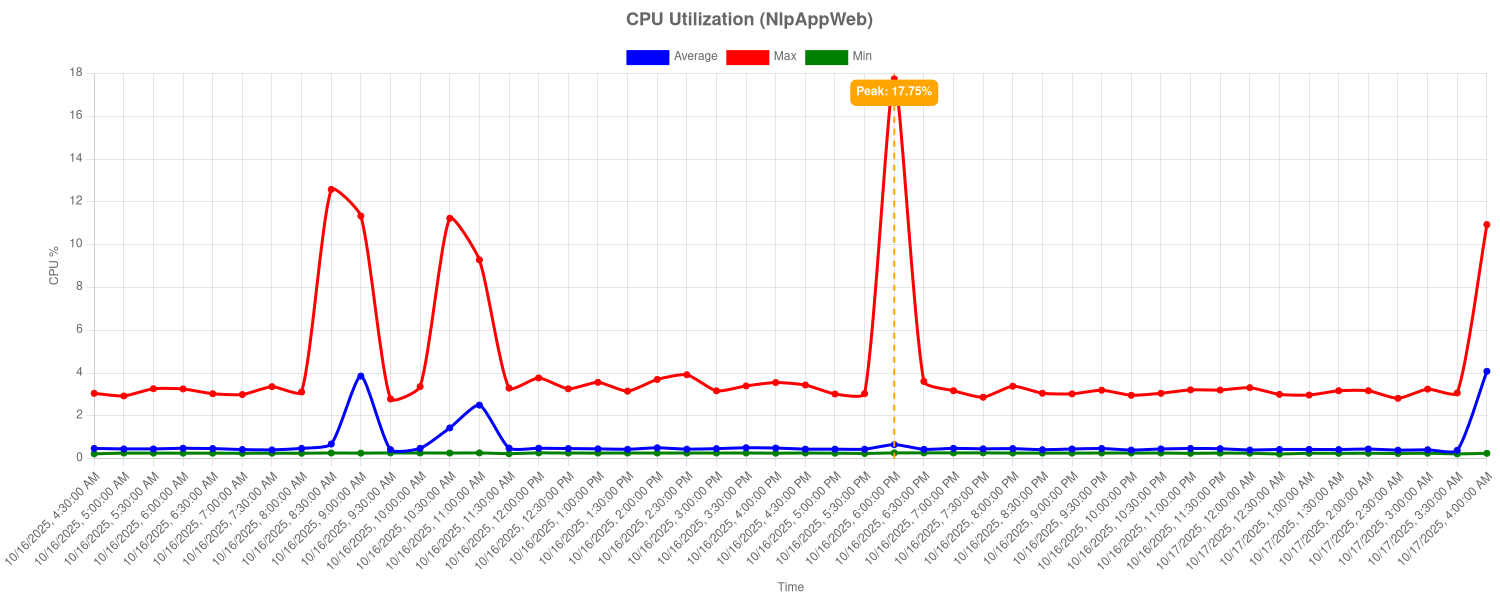 CPU Utilization (NlpAppWeb)
Average Max Min
Peak: 17.75%
18
16
14
12
10
8
6
4
2
0
CPU %
10/16/2025, 4:30:00 AM
10/16/2025, 5:00:00 AM
10/16/2025, 5:30:00 AM
10/16/2025, 6:00:00 AM
10/16/2025, 6:30:00 AM
10/16/2025, 7:00:00 AM
10/16/2025, 7:30:00 AM
10/16/2025, 8:00:00 AM
10/16/2025, 8:30:00 AM
10/16/2025, 9:00:00 AM
10/16/2025, 9:30:00 AM
10/16/2025, 10:00:00 AM
10/16/2025, 10:30:00 AM
10/16/2025, 11:00:00 AM
10/16/2025, 11:30:00 AM
10/16/2025, 12:00:00 PM
10/16/2025, 12:30:00 PM
10/16/2025, 1:00:00 PM
10/16/2025, 1:30:00 PM
10/16/2025, 2:00:00 PM
10/16/2025, 2:30:00 PM
10/16/2025, 3:00:00 PM
10/16/2025, 3:30:00 PM
10/16/2025, 4:00:00 PM
10/16/2025, 4:30:00 PM
10/16/2025, 5:00:00 PM
10/16/2025, 5:30:00 PM
10/16/2025, 6:00:00 PM
10/16/2025, 6:30:00 PM
10/16/2025, 7:00:00 PM
10/16/2025, 7:30:00 PM
10/16/2025, 8:00:00 PM
10/16/2025, 8:30:00 PM
10/16/2025, 9:00:00 PM
10/16/2025, 9:30:00 PM
10/16/2025, 10:00:00 PM
10/16/2025, 10:30:00 PM
10/16/2025, 11:00:00 PM
10/16/2025, 11:30:00 PM
10/17/2025, 12:00:00 AM
10/17/2025, 12:30:00 AM
10/17/2025, 1:00:00 AM
10/17/2025, 1:30:00 AM
10/17/2025, 2:00:00 AM
10/17/2025, 2:30:00 AM
10/17/2025, 3:00:00 AM
10/17/2025, 3:30:00 AM
10/17/2025, 4:00:00 AM
Time